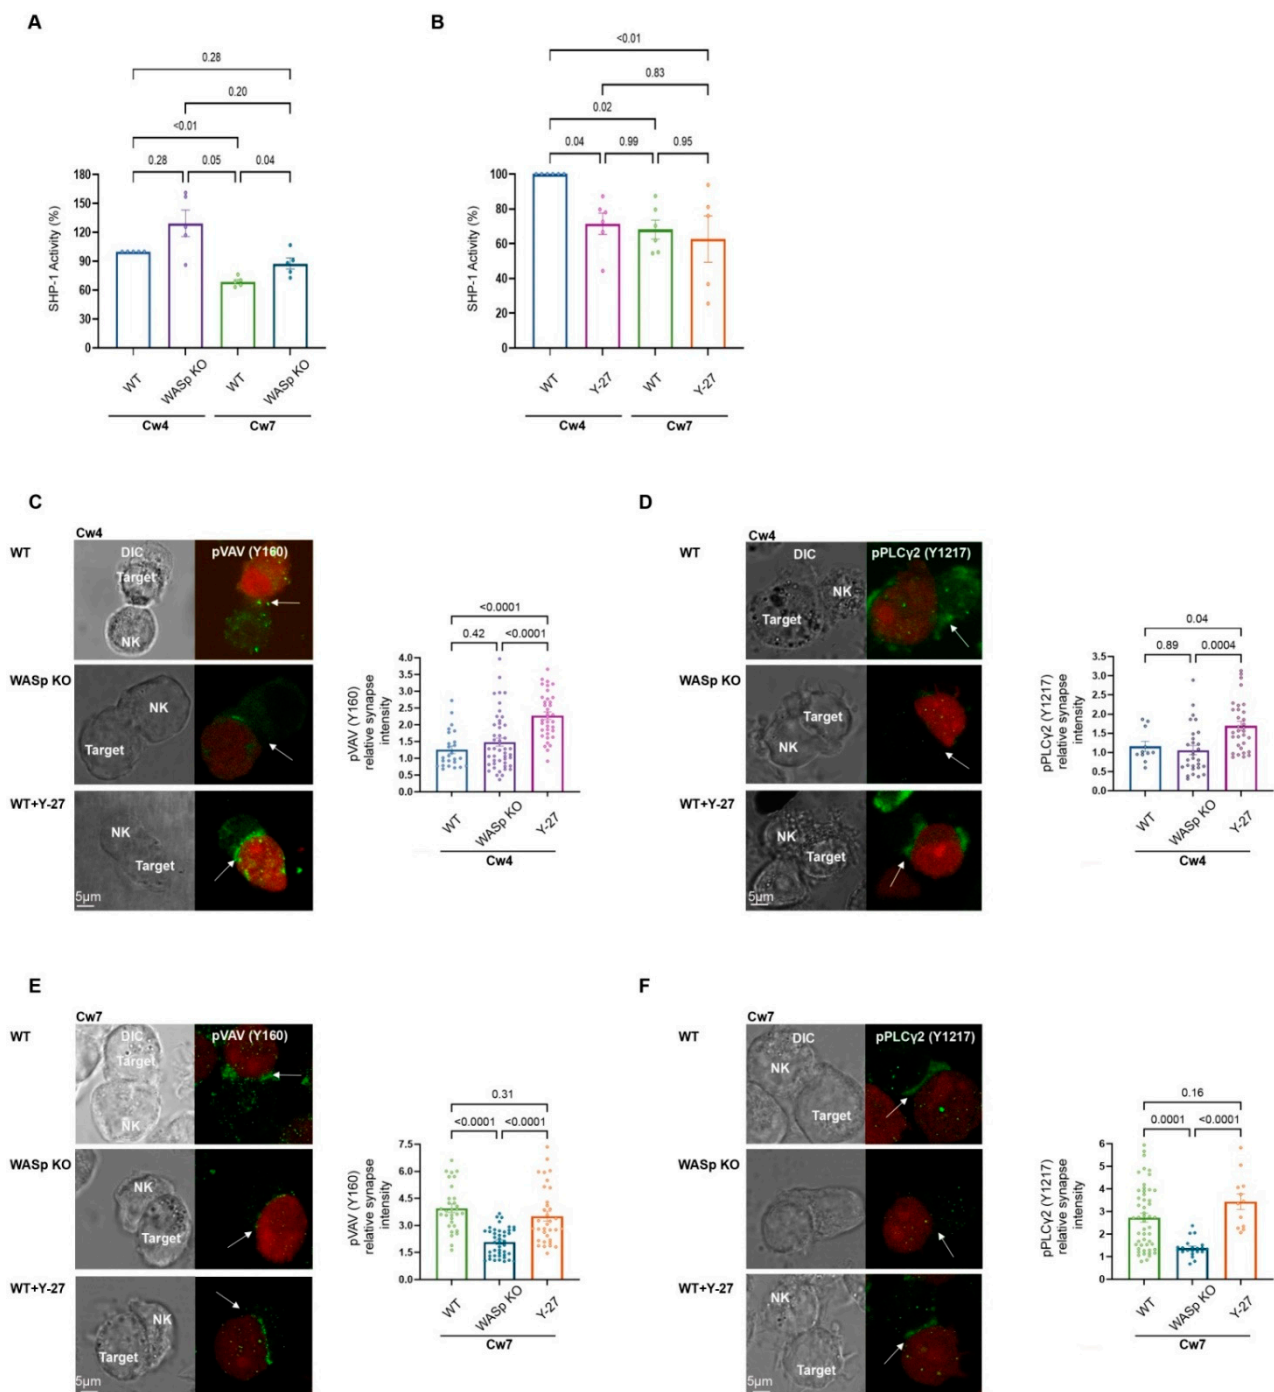 A
0.28
0.20
<0.01
0.28
0.05
0.04
180
150
120
90
60
30
0
SHP-1 Activity (%)
WT
WASp KO
WT
WASp KO
Cw4
Cw7
B
<0.01
0.83
0.02
0.04
0.99
0.95
100
80
60
40
20
0
SHP-1 Activity (%)
WT
Y-27
WT
Y-27
Cw4
Cw7
C
Cw4
WT
DIC
pVAV (Y160)
Target
NK
WASp KO
NK
Target
WT+Y-27
NK
Target
5μm
<0.0001
0.42
<0.0001
4.0
3.5
3.0
2.5
2.0
1.5
1.0
0.5
0.0
pVAV (Y160)
relative synapse
intensity
WT
WASp KO
Y-27
Cw4
D
Cw4
WT
DIC
pPLCγ2 (Y1217)
NK
Target
WASp KO
Target
NK
WT+Y-27
NK
Target
5μm
0.04
0.89
0.0004
3.5
3.0
2.5
2.0
1.5
1.0
0.5
0.0
pPLCγ2 (Y1217)
relative synapse
intensity
WT
WASp KO
Y-27
Cw4
E
Cw7
WT
DIC
pVAV (Y160)
Target
NK
WASp KO
NK
Target
WT+Y-27
NK
Target
5μm
0.31
<0.0001
<0.0001
7.5
6.0
4.5
3.0
1.5
0.0
pVAV (Y160)
relative synapse
intensity
WT
WASp KO
Y-27
Cw7
F
Cw7
WT
DIC
pPLCγ2 (Y1217)
NK
Target
WASp KO
WT+Y-27
NK
Target
5μm
0.16
0.0001
<0.0001
6
5
4
3
2
1
0
pPLCγ2 (Y1217)
relative synapse
intensity
WT
WASp KO
Y-27
Cw7